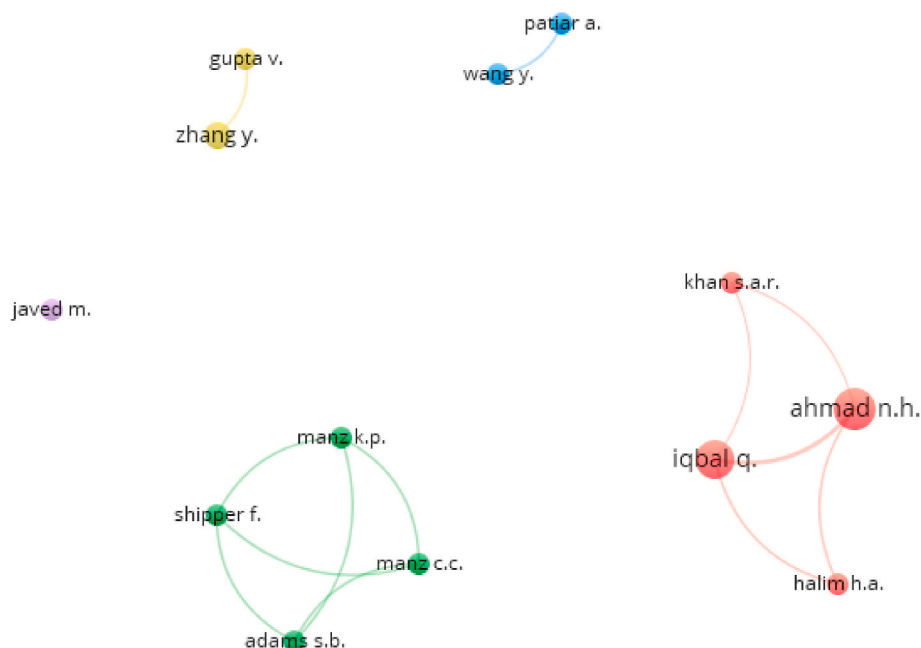 patiar a.
gupta v.
wang y.
zhang y.
khan s.a.r.
javed m.
ahmad n.h.
manz k.p.
iqbal q.
shipper f.
manz c.c.
halim h.a.
adams s.b.